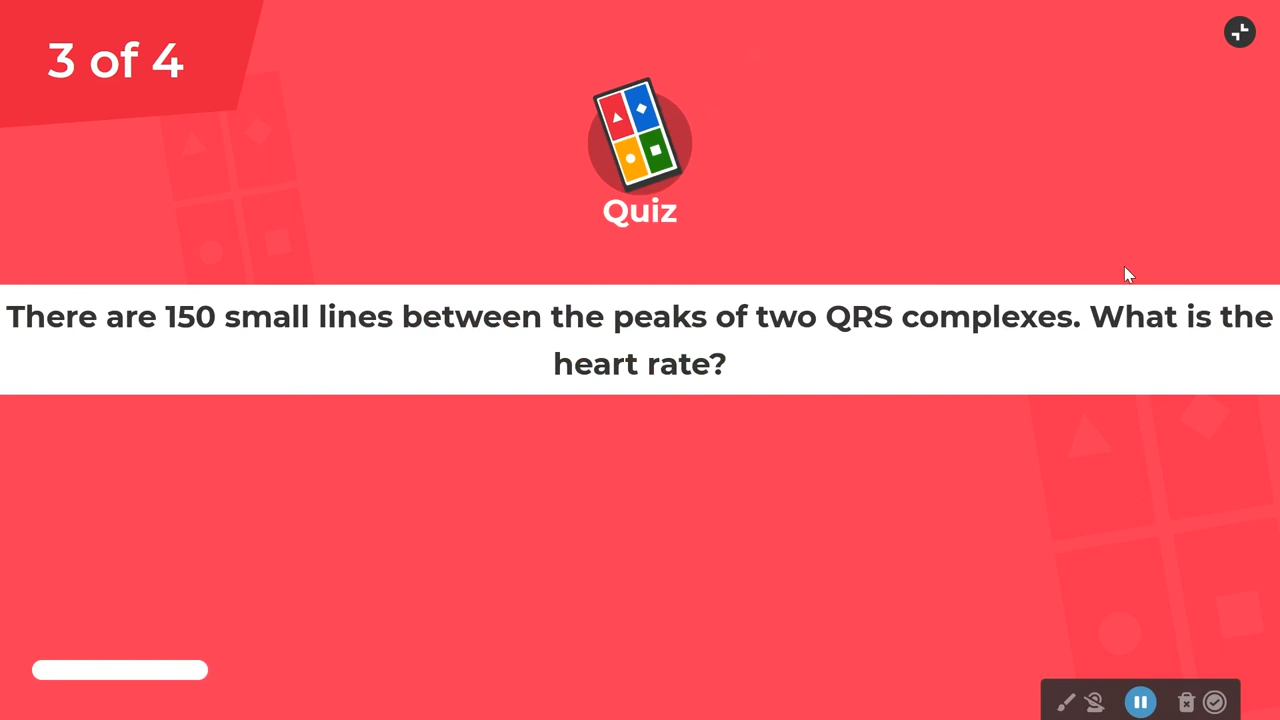 3 of 4
Quiz
There are 150 small lines between the peaks of two QRS complexes. What is the
heart rate?